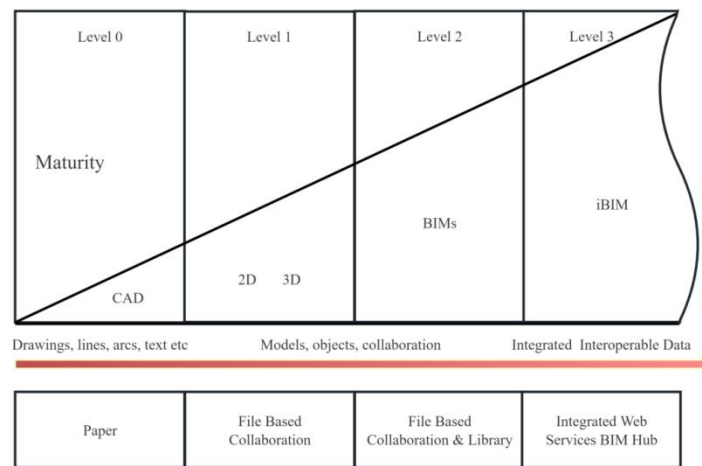 Level 0
Level 1
Level 2
Level 3
Maturity
iBIM
BIMs
2D 3D
CAD
Drawings, lines, arcs, text etc
Models, objects, collaboration
Integrated Interoperable Data
Paper
File Based
Collaboration
File Based
Collaboration & Library
Integrated Web
Services BIM Hub